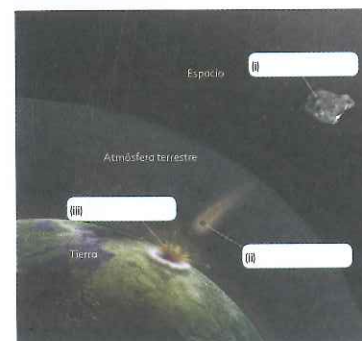 Espacio
(i)
Atmósfera terrestre
(iii)
Tierra
(ii)